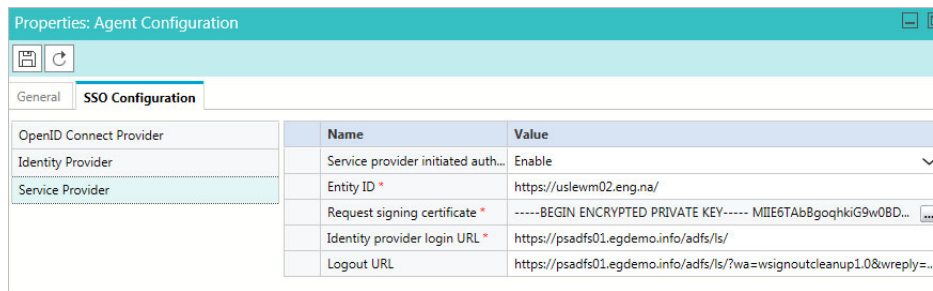 Properties: Agent Configuration
General SSO Configuration
OpenID Connect Provider
Identity Provider
Service Provider
Name Value
Service provider initiated auth... Enable
Entity ID * https://uslewm02.eng.na/
Request signing certificate * -----BEGIN ENCRYPTED PRIVATE KEY----- MIIE6TAbBgoqhkiG9w0BD... ...
Identity provider login URL * https://psadfs01.egdemo.info/adfs/ls/
Logout URL https://psadfs01.egdemo.info/adfs/ls/?wa=wsignoutcleanup1.0&wreply=...